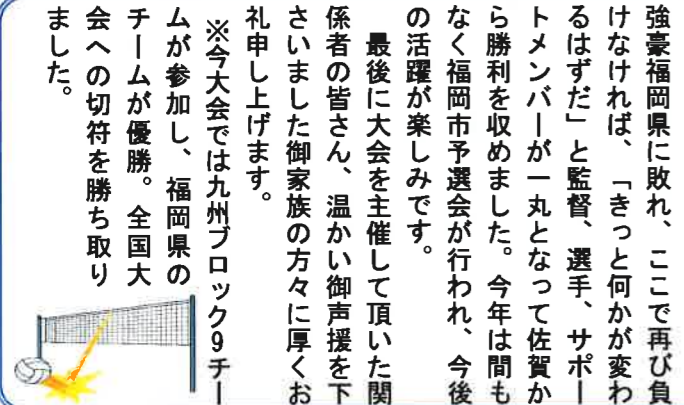 強豪福岡県に敗れ、ここで再び負
けなければ、「きっと何かが変わ
るはずだ」と監督、選手、サポー
トメンバーが一丸となって佐賀か
ら勝利を収めました。今年は間も
なく福岡市予選会が行われ、今後
の活躍が楽しみです。
最後に大会を主催して頂いた関
係者の皆さん、温かい御声援を下
さいました御家族の方々に厚くお
礼申し上げます。
※今大会では九州ブロック9チー
ムが参加し、福岡県の
チームが優勝。全国大
会への切符を勝ち取り
ました。